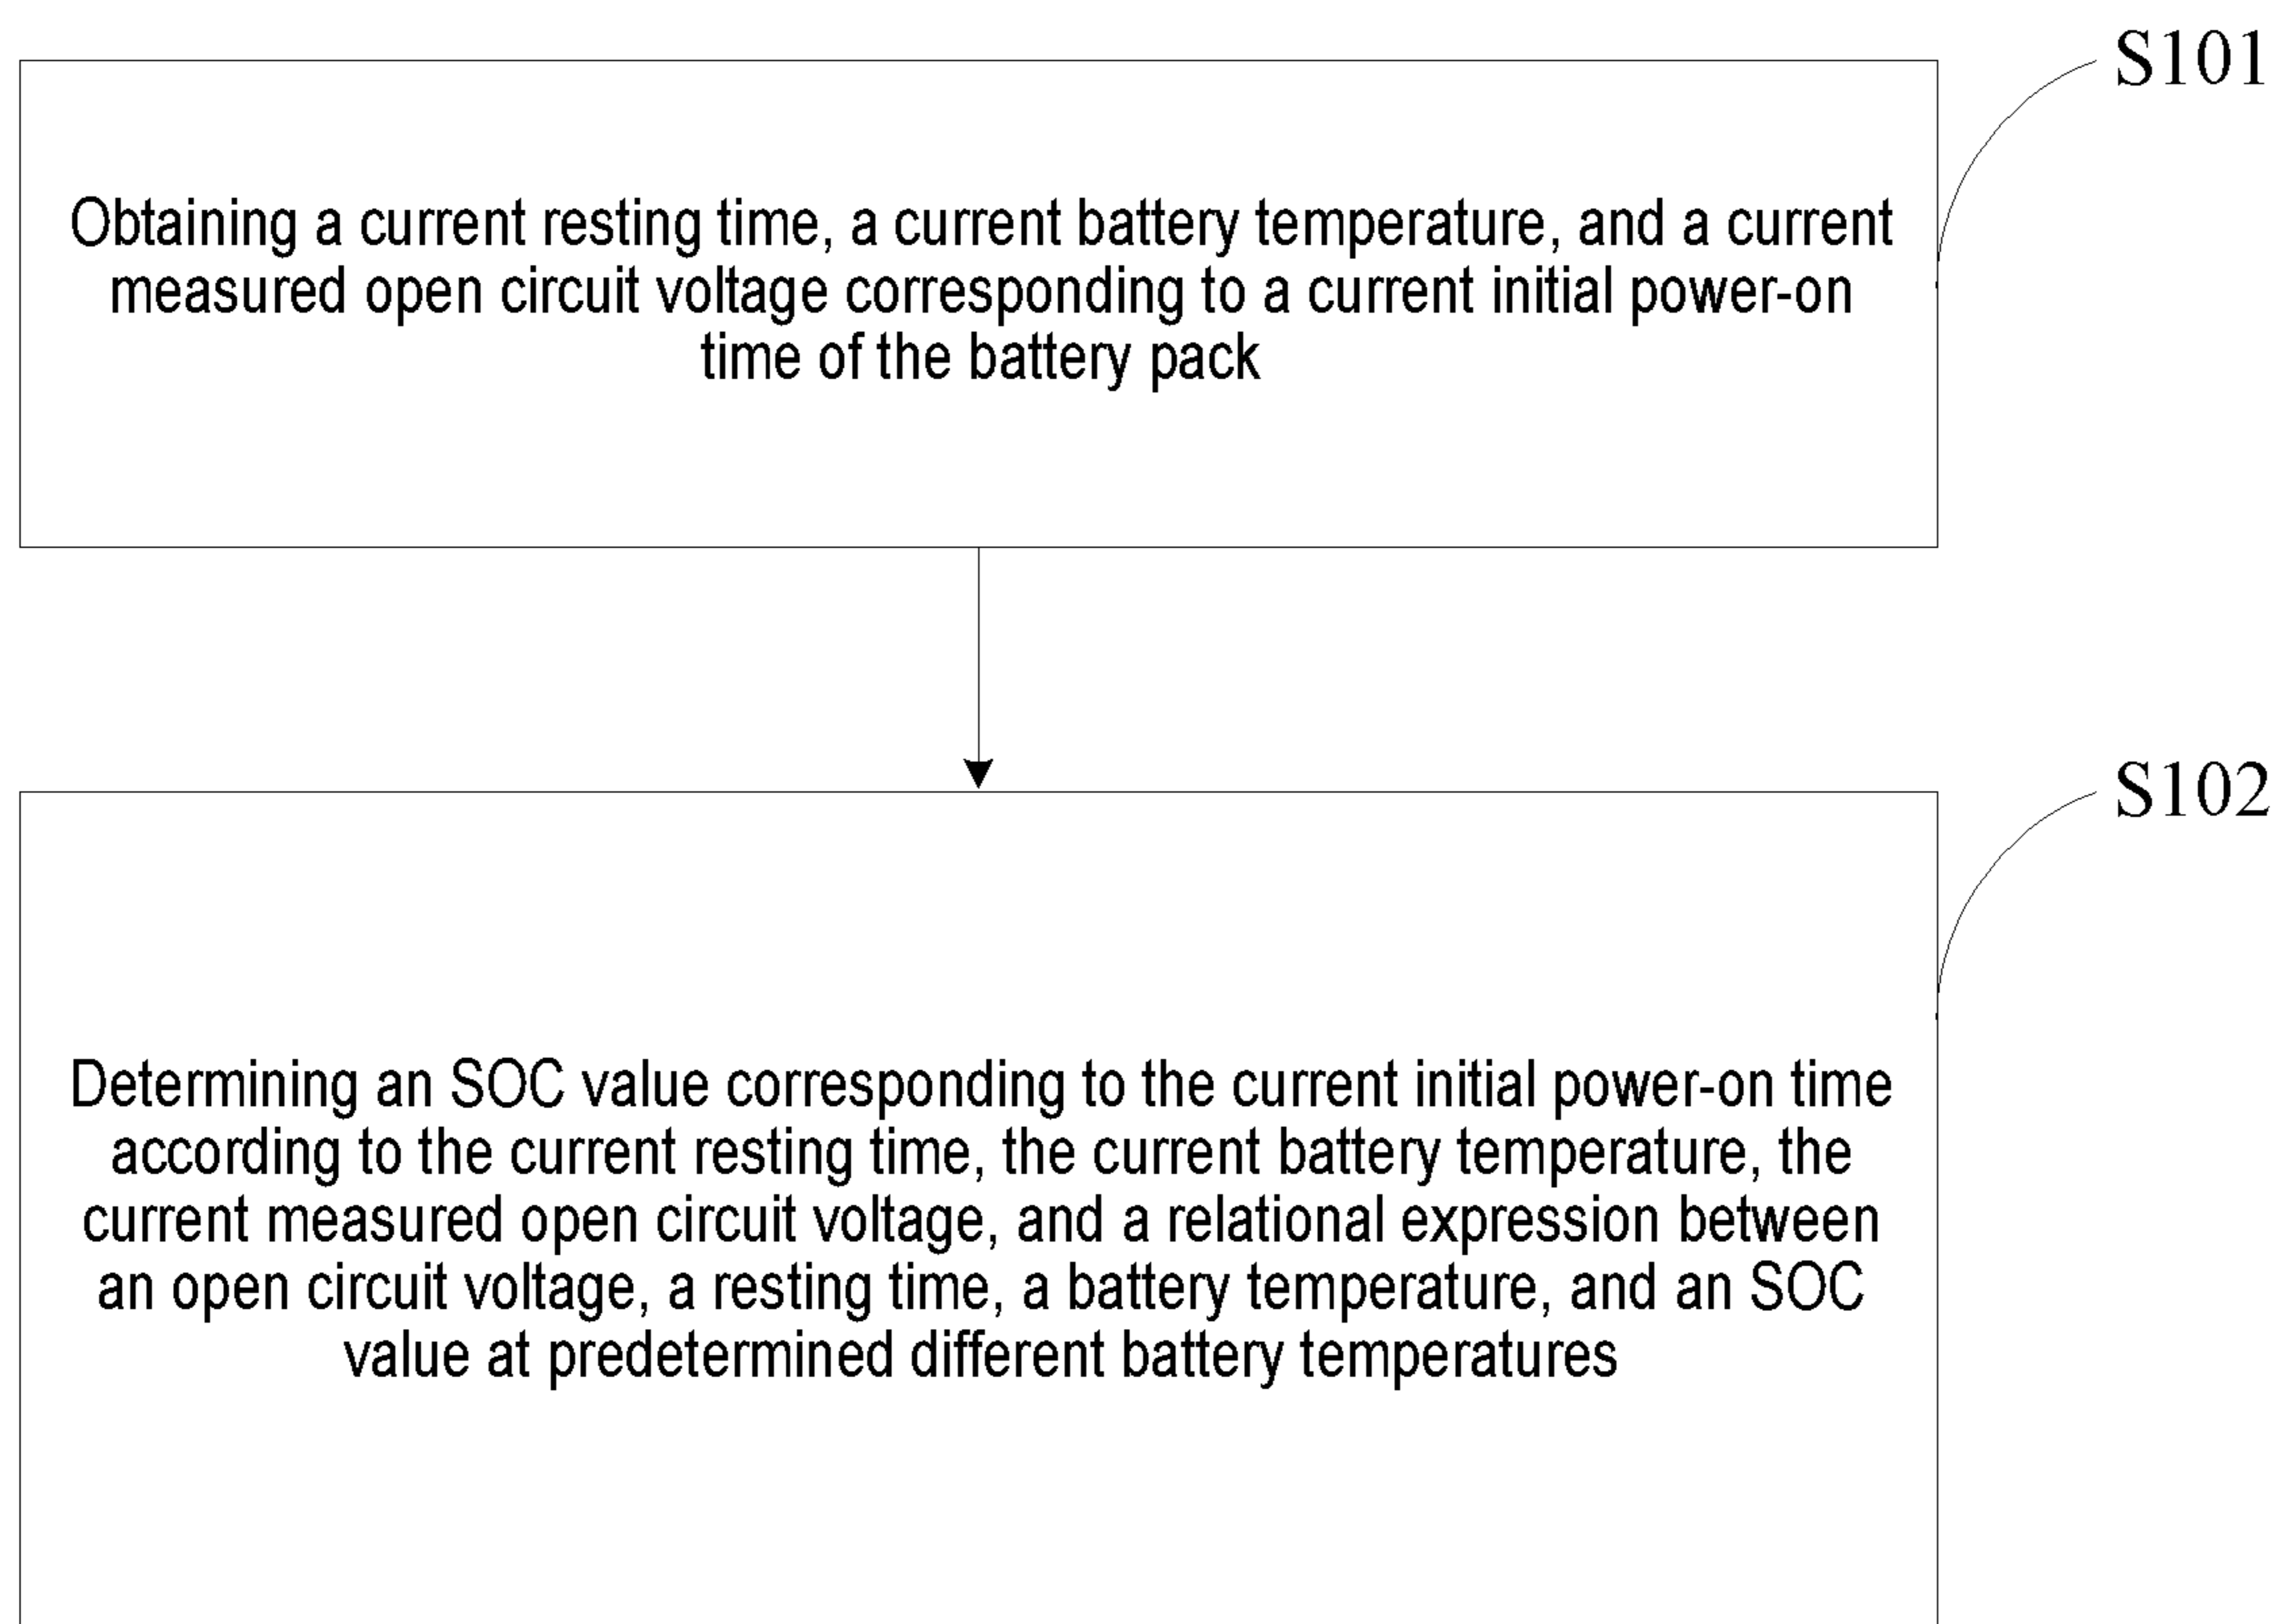 S101
Obtaining a current resting time, a current battery temperature, and a current
measured open circuit voltage corresponding to a current initial power-on
time of the battery pack
S102
Determining an SOC value corresponding to the current initial power-on time
according to the current resting time, the current battery temperature, the
current measured open circuit voltage, and a relational expression between
an open circuit voltage, a resting time, a battery temperature, and an SOC
value at predetermined different battery temperatures